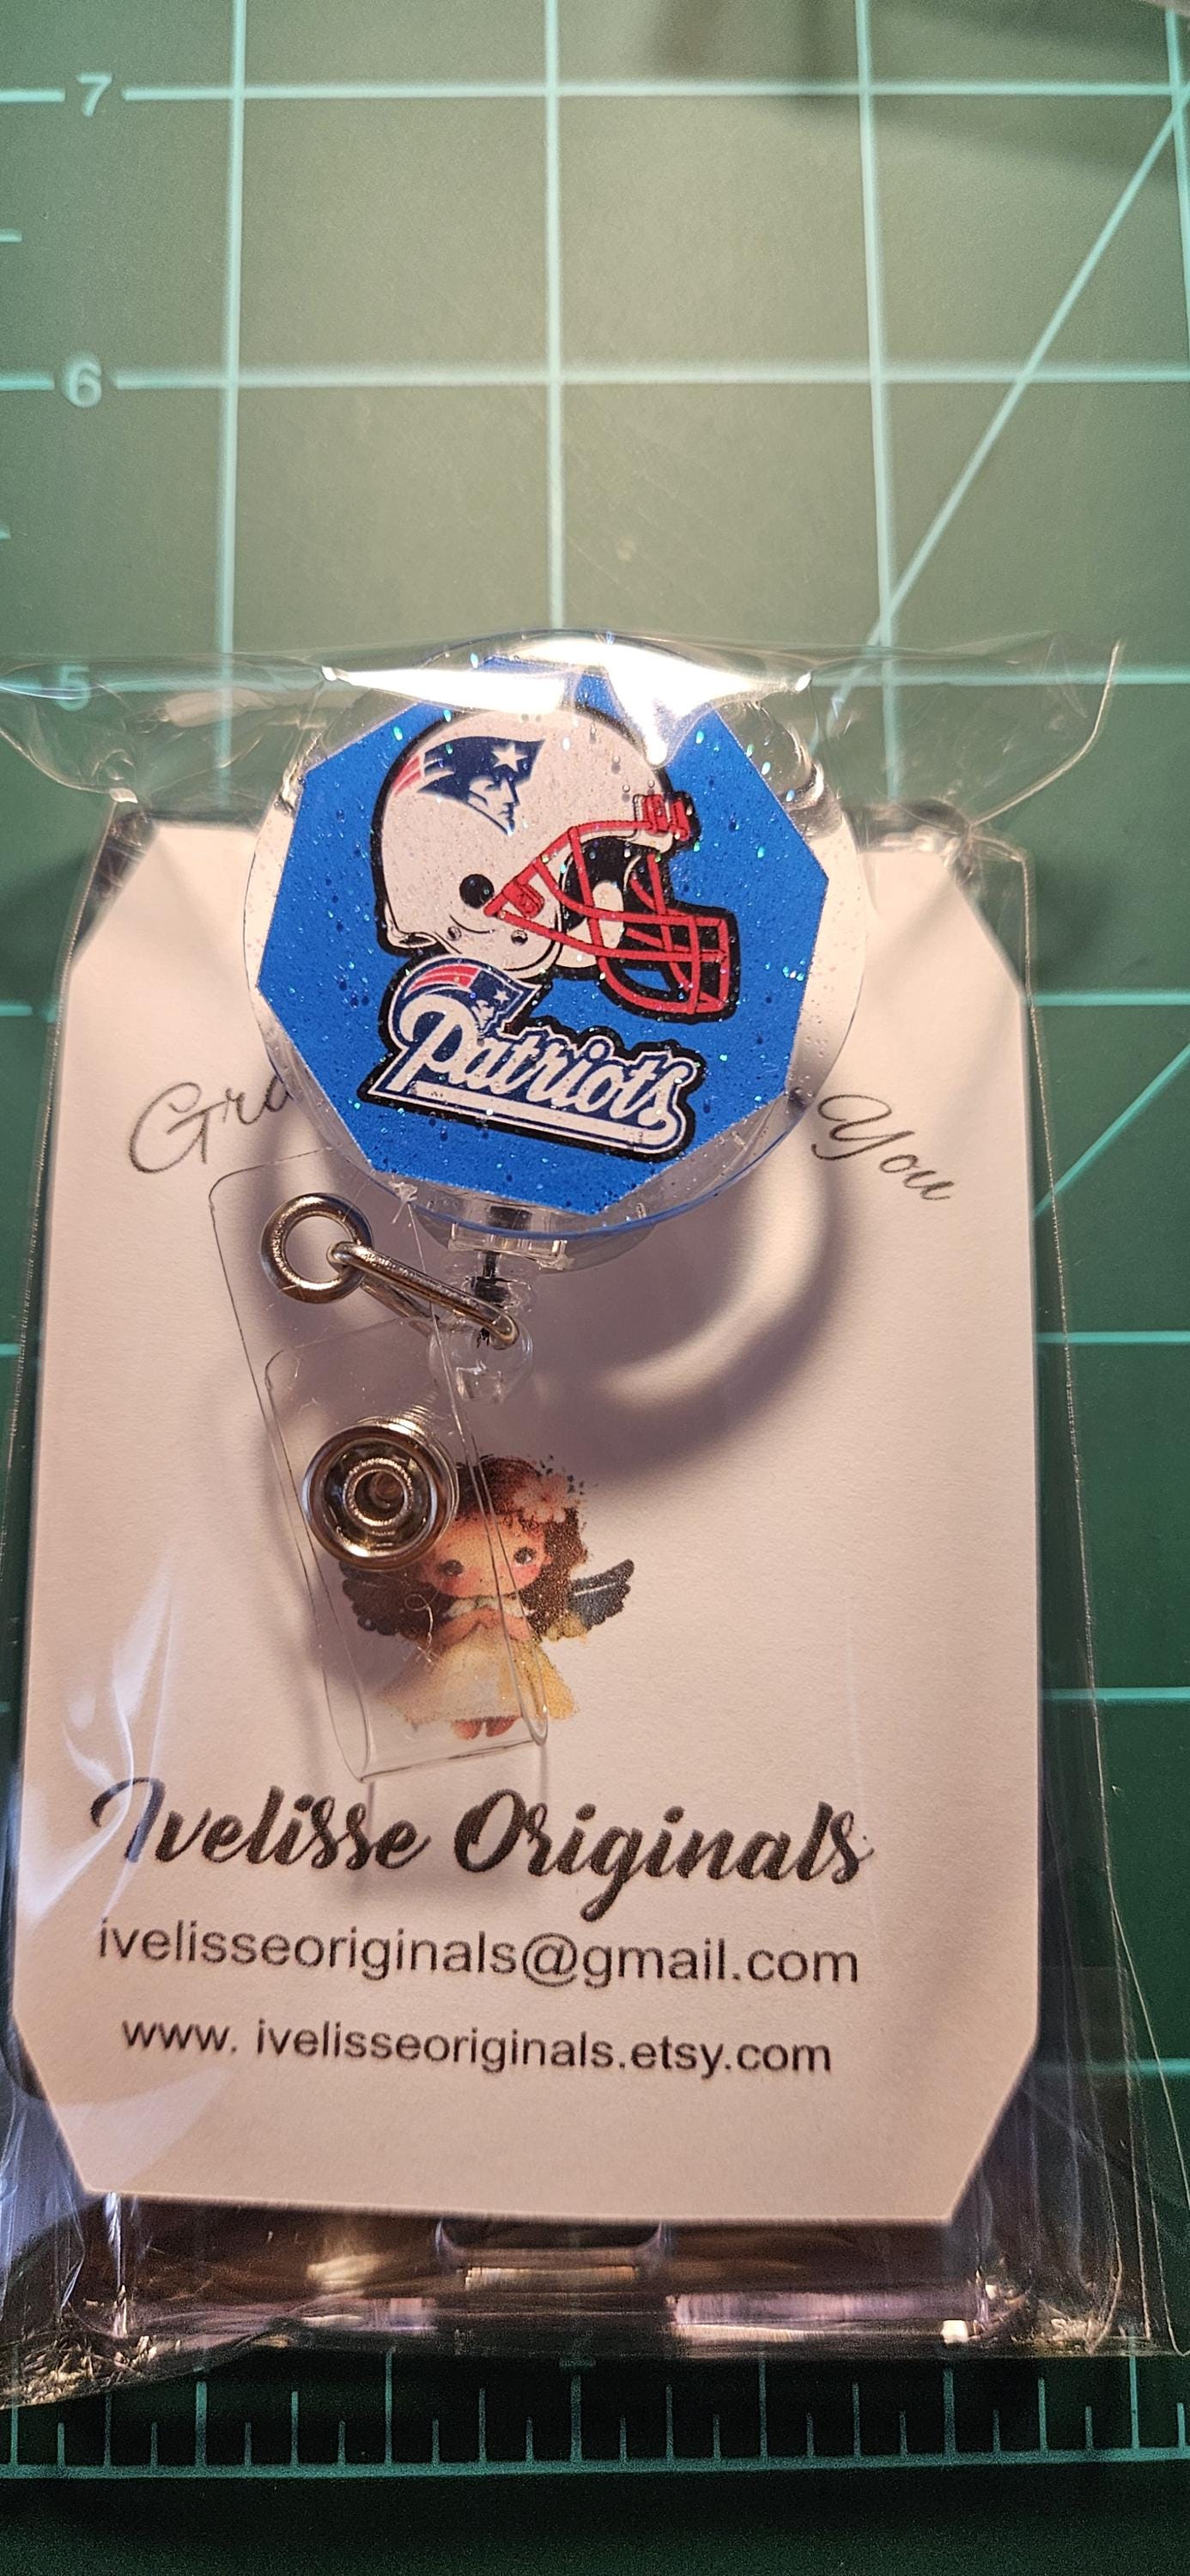 7
6
5
Patriots
You
Ivelisse Originals
ivelisseoriginals@gmail.com
www. ivelisseoriginals.etsy.com